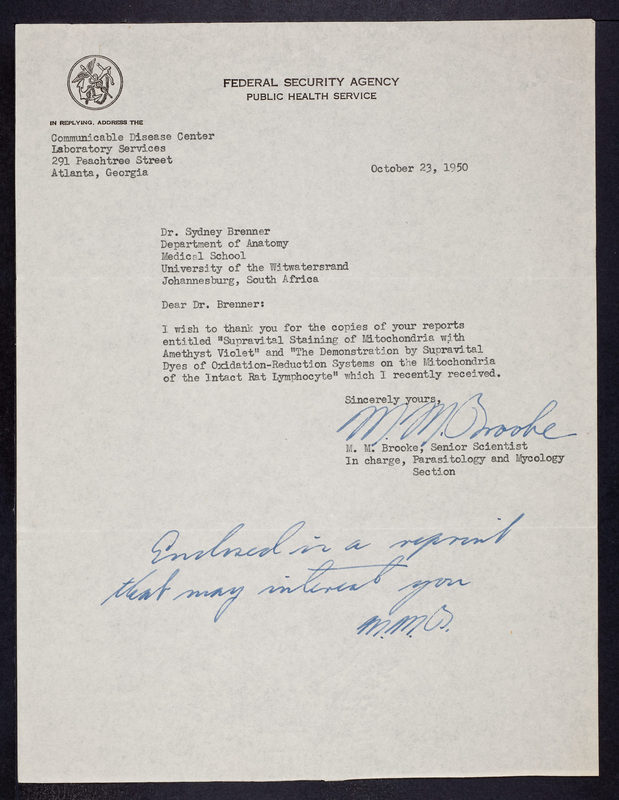 FEDERAL SECURITY AGENCY
PUBLIC HEALTH SERVICE
IN REPLYING, ADDRESS THE
Communicable Disease Center
Laboratory Services
291 Peachtree Street
Atlanta, Georgia
October 23, 1950
Dr. Sydney Brenner
Department of Anatomy
Medical School
University of the Witwatersrand
Johannesburg, South Africa
Dear Dr. Brenner:
I wish to thank you for the copies of your reports
entitled "Supravital Staining of Mitochondria with
Amethyst Violet" and "The Demonstration by Supravital
Dyes of Oxidation-Reduction Systems on the Mitochondria
of the Intact Rat Lymphocyte" which I recently received.
Sincerely yours,
M. M. Brooke
M. M. Brooke, Senior Scientist
In charge, Parasitology and Mycology
Section
Enclosed is a reprint
that may interest you
M.M.B.